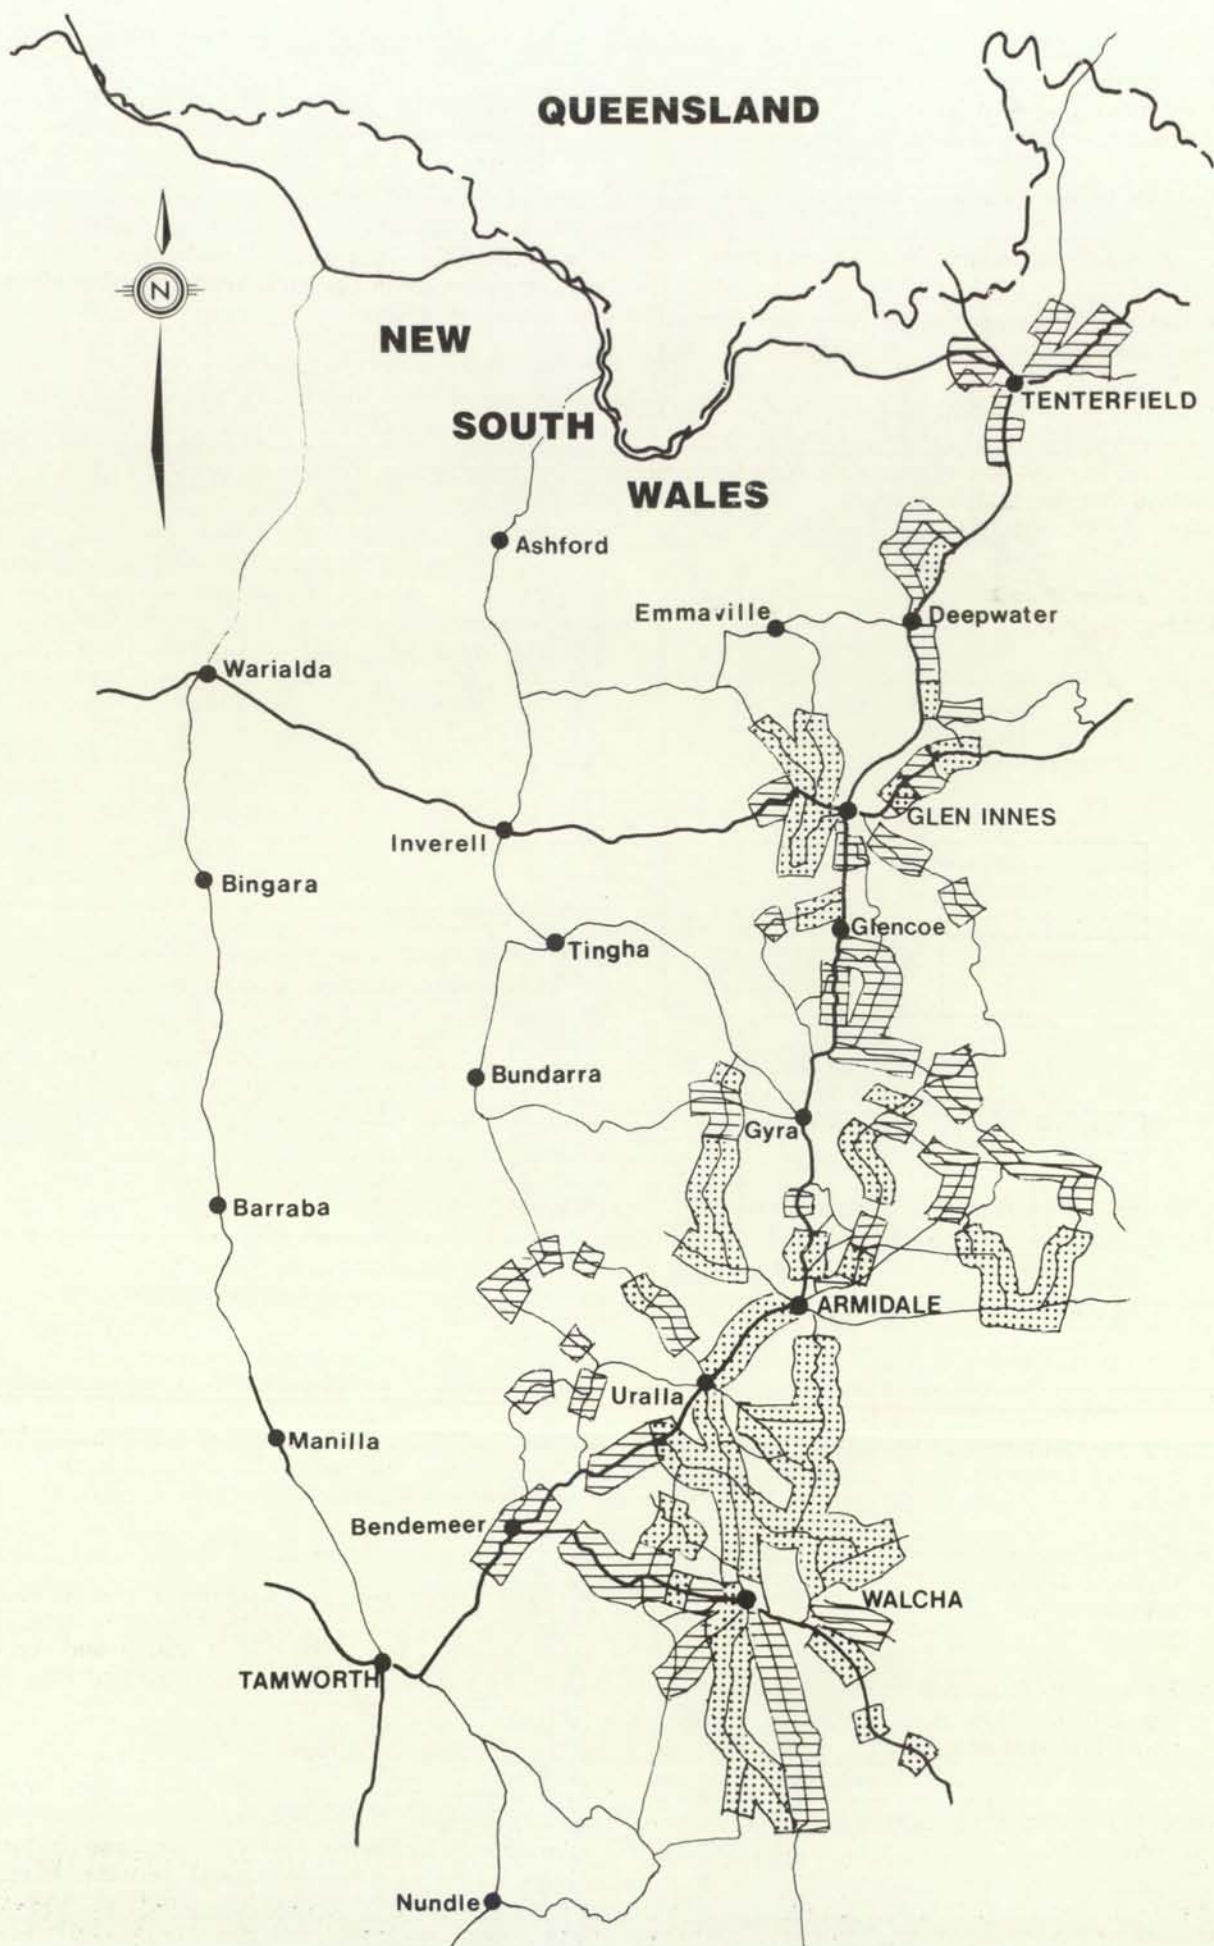 QUEENSLAND
N
NEW
SOUTH
WALES
TENTERFIELD
Ashford
Emmaville
Deepwater
Warialda
GLEN INNES
Inverell
Bingara
Glencoe
Tingha
Bundarra
Gyra
Barraba
ARMIDALE
Uralla
Manilla
Bendemeer
WALCHA
TAMWORTH
Nundle